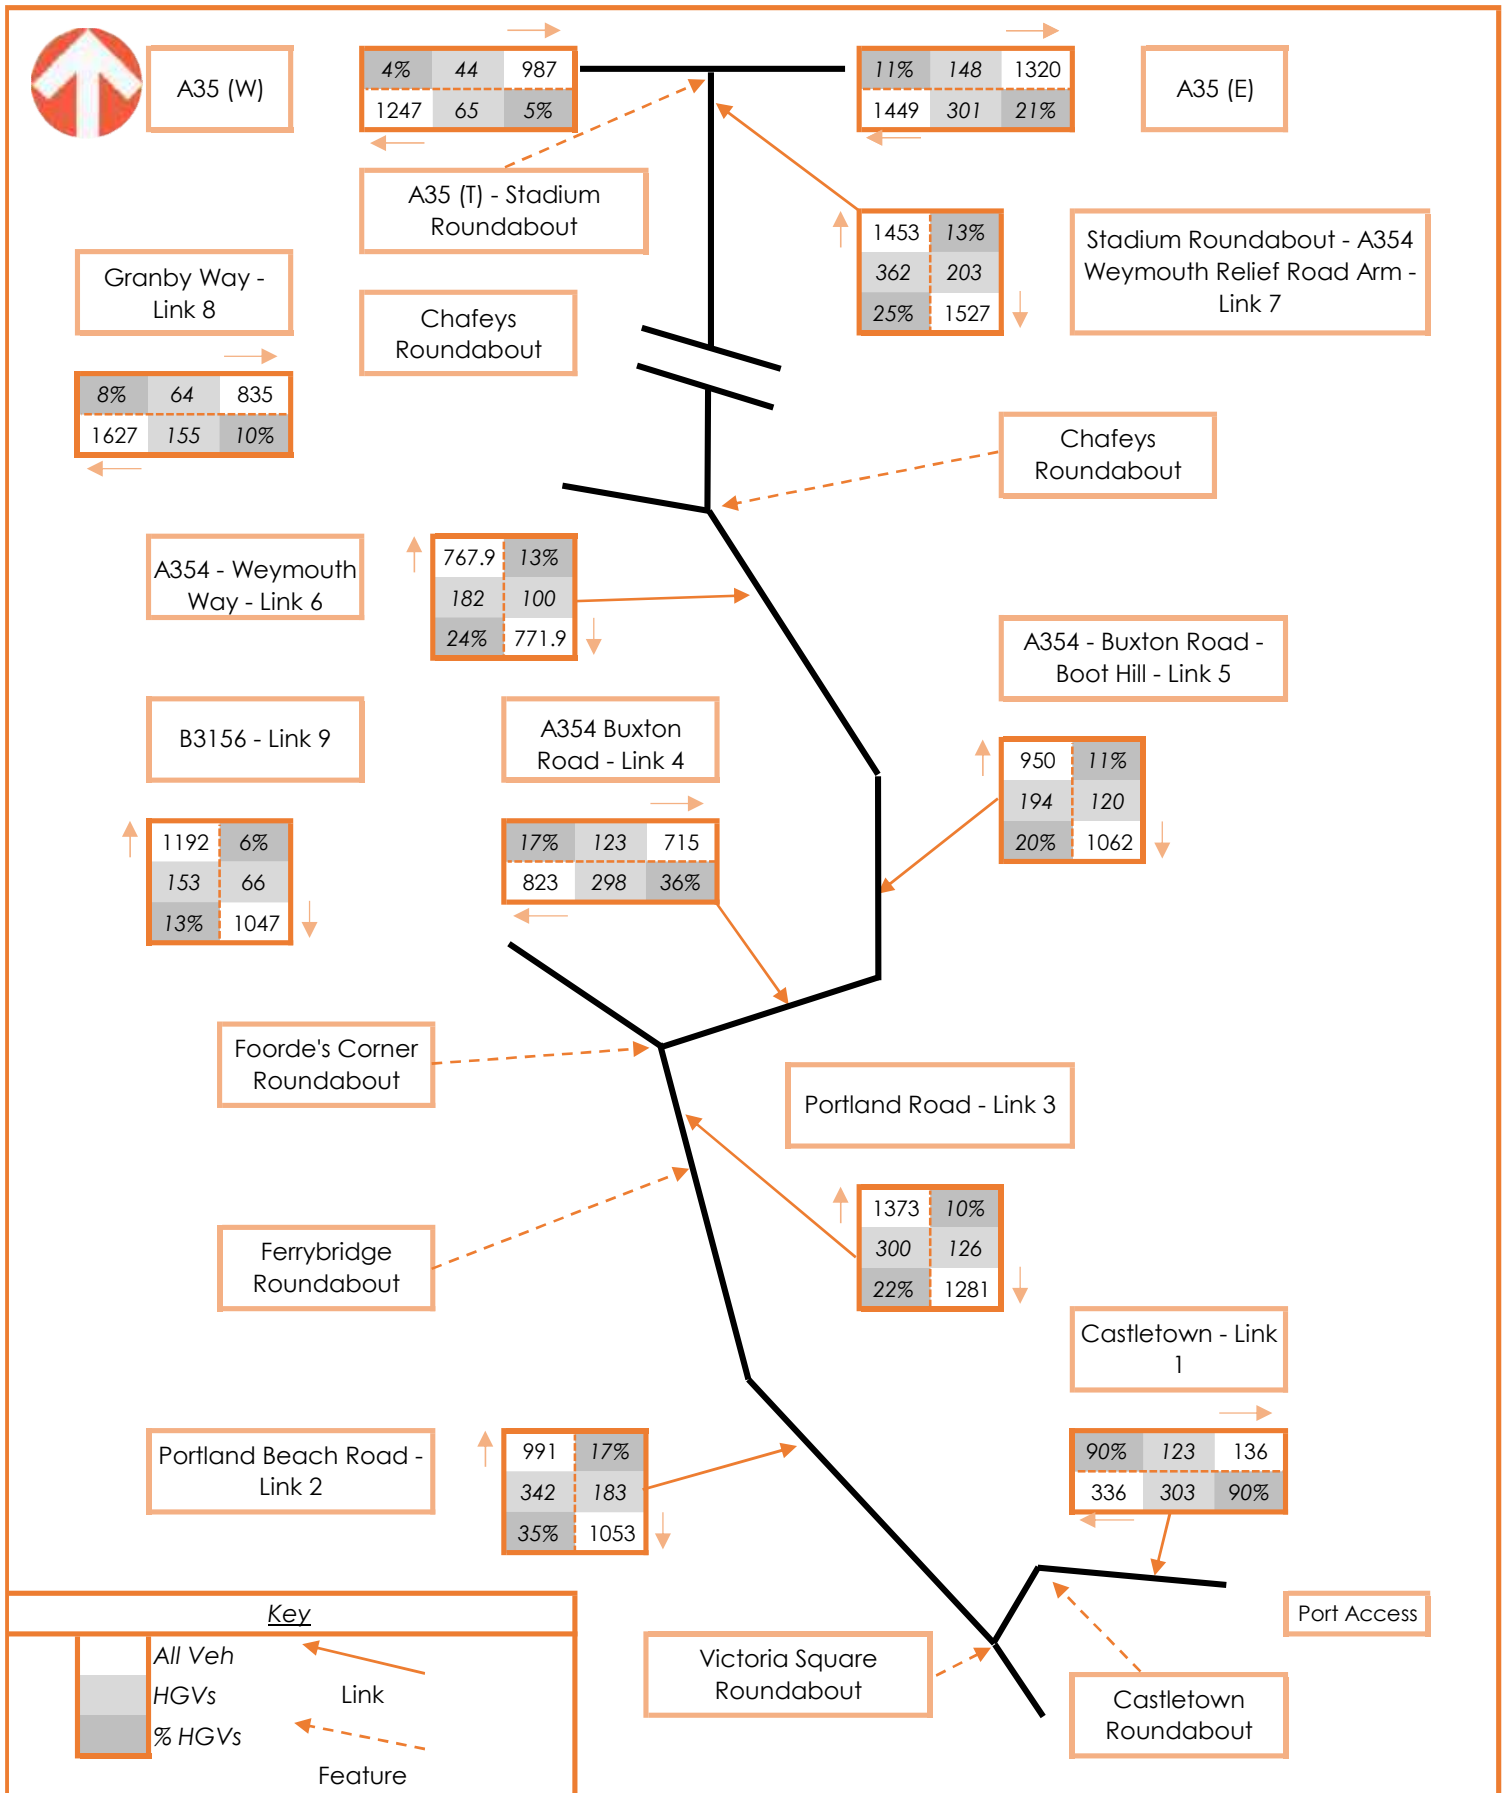 A35 (W)
4% 44 987
1247 65 5%
11% 148 1320
1449 301 21%
A35 (E)
A35 (T) - Stadium
Roundabout
1453 13%
362 203
25% 1527
Stadium Roundabout - A354
Weymouth Relief Road Arm -
Link 7
Granby Way -
Link 8
Chafeys
Roundabout
8% 64 835
1627 155 10%
Chafeys
Roundabout
A354 - Weymouth
Way - Link 6
767.9 13%
182 100
24% 771.9
A354 - Buxton Road -
Boot Hill - Link 5
B3156 - Link 9
A354 Buxton
Road - Link 4
950 11%
194 120
20% 1062
1192 6%
153 66
13% 1047
17% 123 715
823 298 36%
Foorde's Corner
Roundabout
Portland Road - Link 3
1373 10%
300 126
22% 1281
Ferrybridge
Roundabout
Castletown - Link
1
Portland Beach Road -
Link 2
991 17%
342 183
35% 1053
90% 123 136
336 303 90%
Port Access
Victoria Square
Roundabout
Castletown
Roundabout
Key
All Veh
HGVs
% HGVs
Link
Feature